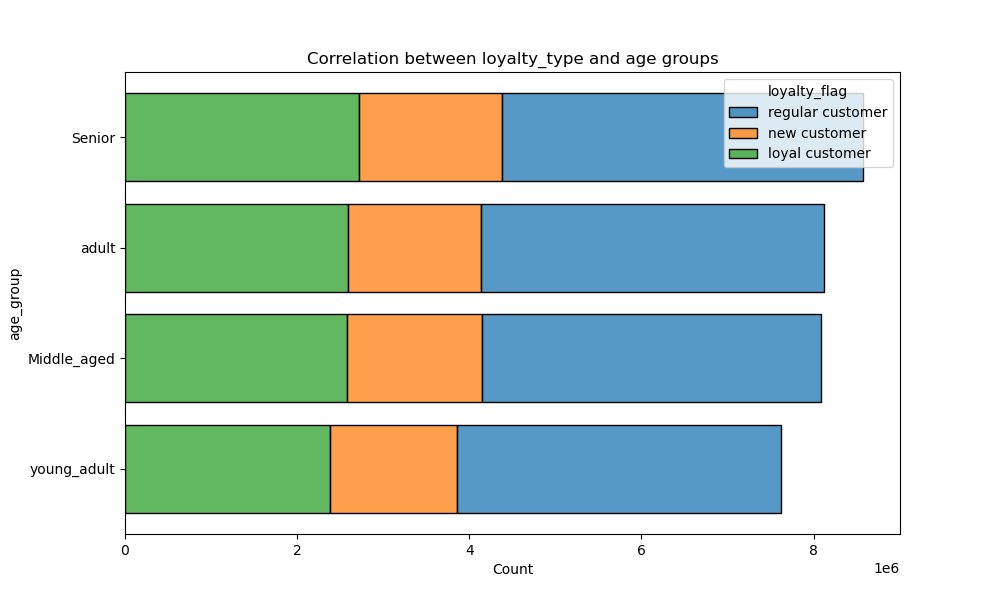 Correlation between loyalty_type and age groups
loyalty_flag
regular customer
new customer
loyal customer
Senior
adult
Middle_aged
young_adult
age_group
0 2 4 6 8
Count
1e6